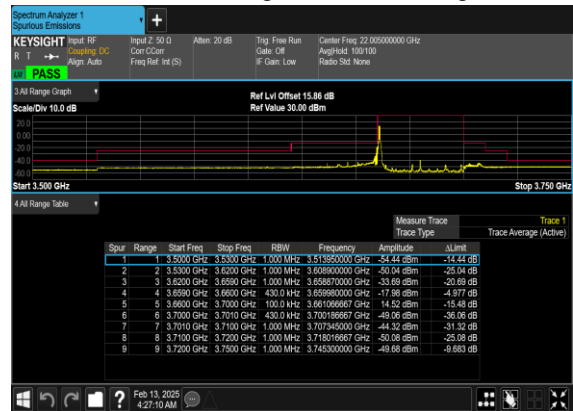 Spectrum Analyzer 1
Spurious Emissions
+
KEYSIGHT Input: RF Input Z: 50 Ω Atten: 20 dB Trig: Free Run Center Freq: 22.005000000 GHz
R T Coupling: DC Corr CCorr Gate: Off Avg|Hold: 100/100
Align: Auto Freq Ref: Int (S) IF Gain: Low Radio Std: None
PASS
3 All Range Graph
Ref Lvl Offset 15.86 dB
Scale/Div 10.0 dB Ref Value 30.00 dBm
20.0
0.00
-20.0
-40.0
-60.0
Start 3.500 GHz Stop 3.750 GHz
4 All Range Table
Measure Trace Trace 1
Trace Type Trace Average (Active)
Spur Range Start Freq Stop Freq RBW Frequency Amplitude ΔLimit
1 1 3.5000 GHz 3.5300 GHz 1.000 MHz 3.513950000 GHz -54.44 dBm -14.44 dB
2 2 3.5300 GHz 3.6200 GHz 1.000 MHz 3.608900000 GHz -50.04 dBm -25.04 dB
3 3 3.6200 GHz 3.6590 GHz 1.000 MHz 3.658870000 GHz -33.69 dBm -20.69 dB
4 4 3.6590 GHz 3.6600 GHz 430.0 kHz 3.659980000 GHz -17.98 dBm -4.977 dB
5 5 3.6600 GHz 3.7000 GHz 100.0 kHz 3.661066667 GHz 14.52 dBm -15.48 dB
6 6 3.7000 GHz 3.7010 GHz 430.0 kHz 3.700186667 GHz -49.06 dBm -36.06 dB
7 7 3.7010 GHz 3.7100 GHz 1.000 MHz 3.707345000 GHz -44.32 dBm -31.32 dB
8 8 3.7100 GHz 3.7200 GHz 1.000 MHz 3.718016667 GHz -50.08 dBm -25.08 dB
9 9 3.7200 GHz 3.7500 GHz 1.000 MHz 3.745300000 GHz -49.68 dBm -9.683 dB
? Feb 13, 2025
4:27:10 AM